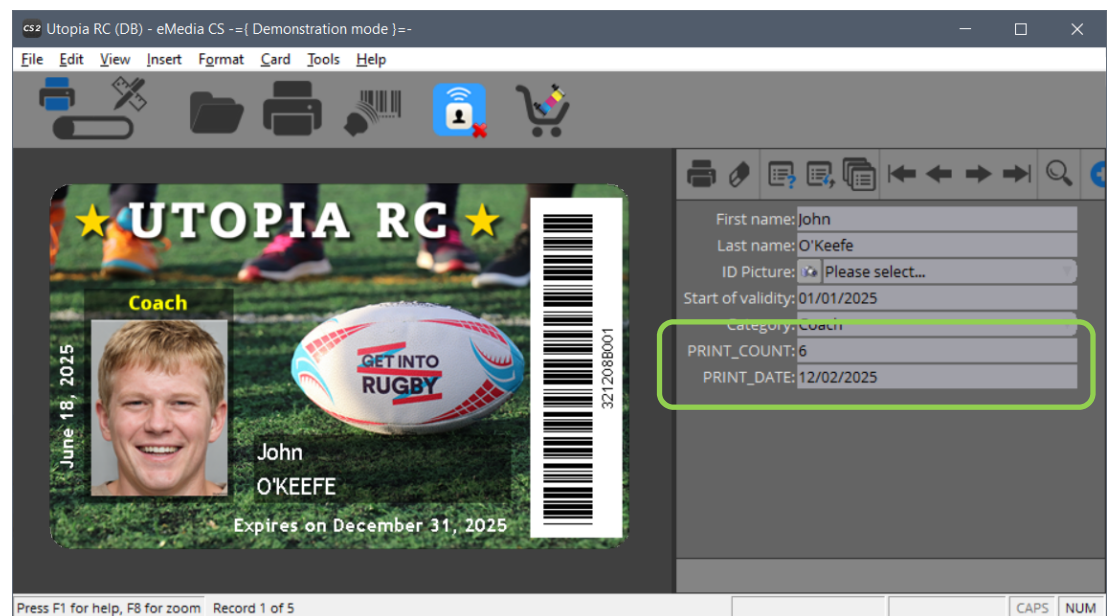 CS2 Utopia RC (DB) - eMedia CS -={ Demonstration mode }=-
File Edit View Insert Format Card Tools Help
UTOPIA RC
Coach
June 18, 2025
GET INTO
RUGBY
John
O'KEEFE
Expires on December 31, 2025
321208B001
First name: John
Last name: O'Keefe
ID Picture: Please select...
Start of validity: 01/01/2025
Category: Coach
PRINT_COUNT: 6
PRINT_DATE: 12/02/2025
Press F1 for help, F8 for zoom Record 1 of 5 CAPS NUM